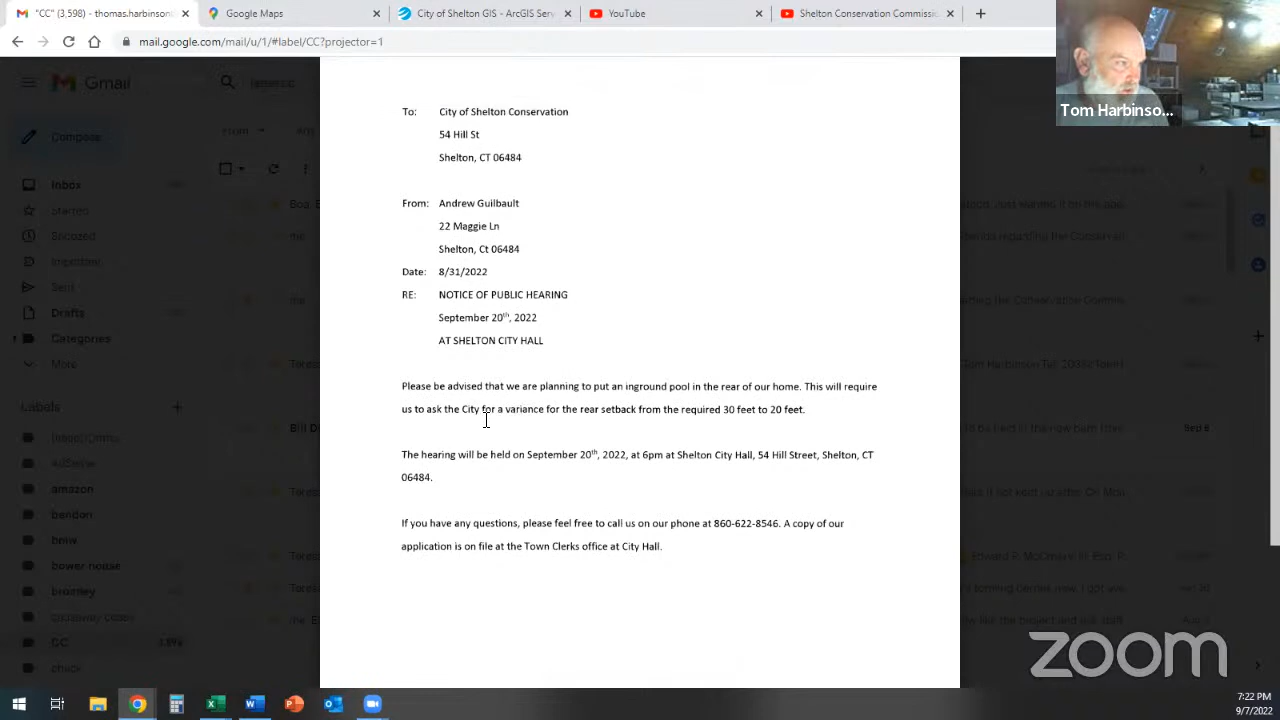 "CC" (3,598)
City of Shelton - GIS and
YouTube
Shelton Conservation Commis
mail.google.com/mail/u/1/#label/CC?projector=1
Tom Harbinso...
Gmail
Compose
Inbox
Starred
Snoozed
Important
Sent
Drafts
Categories
More
Labels
amazon
bendon
bmw
bower house
brantley
causeway cases
CC
check
To: City of Shelton Conservation
54 Hill St
Shelton, CT 06484
From: Andrew Guilbault
22 Maggie Ln
Shelton, Ct 06484
Date: 8/31/2022
RE: NOTICE OF PUBLIC HEARING
September 20th, 2022
AT SHELTON CITY HALL
Please be advised that we are planning to put an inground pool in the rear of our home. This will require
us to ask the City for a variance for the rear setback from the required 30 feet to 20 feet.
The hearing will be held on September 20th, 2022, at 6pm at Shelton City Hall, 54 Hill Street, Shelton, CT
06484.
If you have any questions, please feel free to call us on our phone at 860-622-8546. A copy of our
application is on file at the Town Clerks office at City Hall.
zoom
7:22 PM
9/7/2022